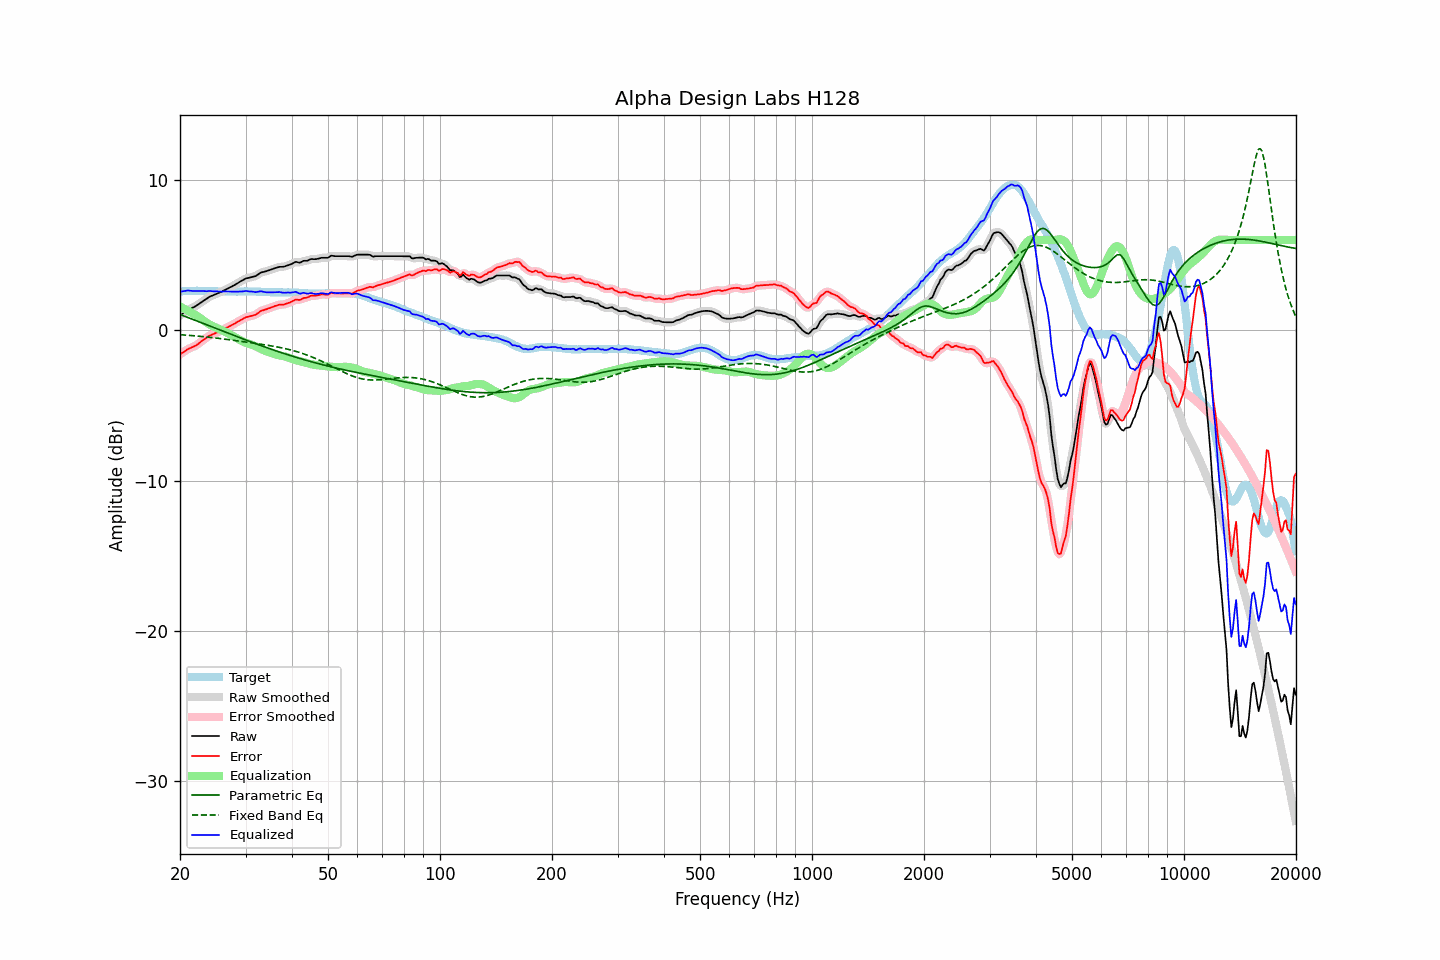 Alpha Design Labs H128
Amplitude (dBr)
10
0
−10
−20
−30
Target
Raw Smoothed
Error Smoothed
Raw
Error
Equalization
Parametric Eq
Fixed Band Eq
Equalized
20 50 100 200 500 1000 2000 5000 10000 20000
Frequency (Hz)